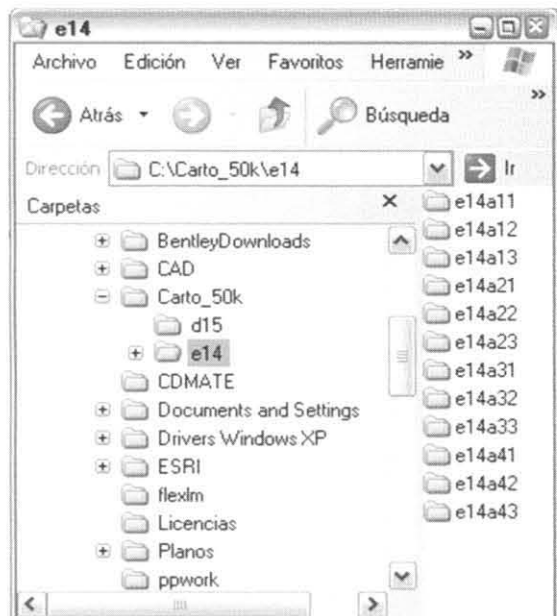 e14
Archivo Edición Ver Favoritos Herramie »
Atrás Búsqueda »
Dirección C:\Carto_50k\e14 Ir
Carpetas
BentleyDownloads
CAD
Carto_50k
d15
e14
CDMATE
Documents and Settings
Drivers Windows XP
ESRI
flexlm
Licencias
Planos
ppwork
e14a11
e14a12
e14a13
e14a21
e14a22
e14a23
e14a31
e14a32
e14a33
e14a41
e14a42
e14a43